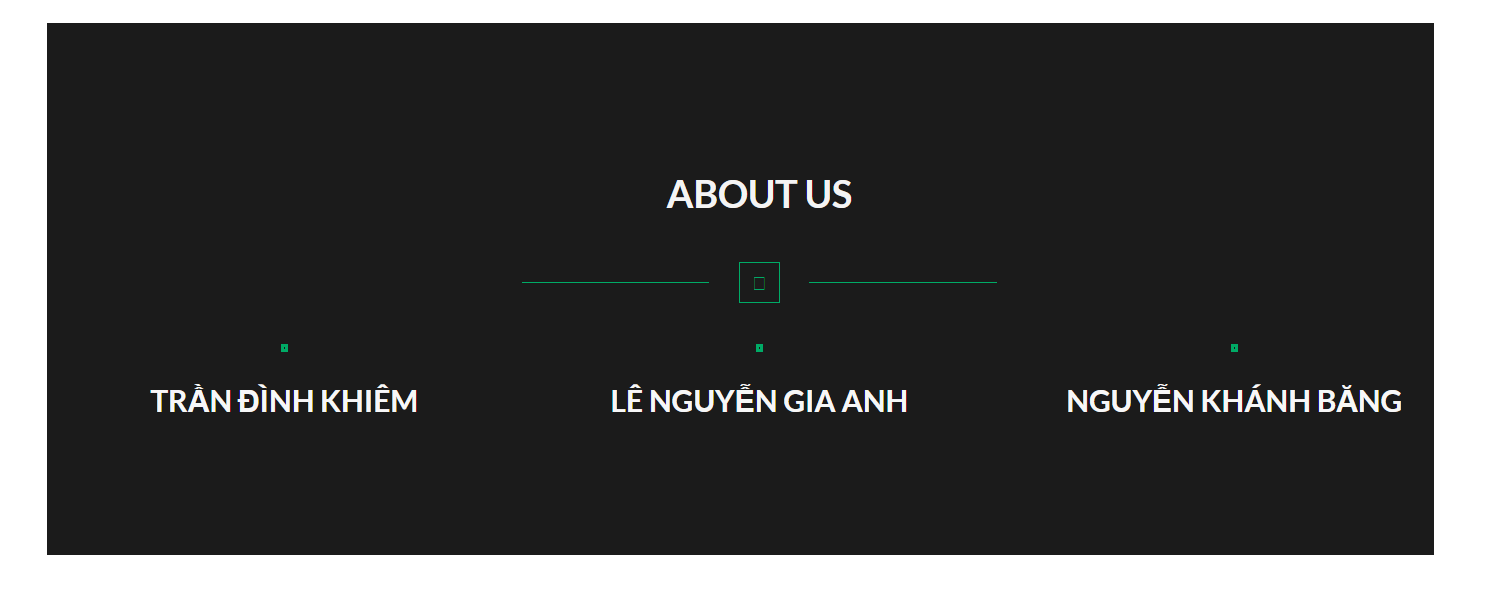 ABOUT US
TRẦN ĐÌNH KHIÊM
LÊ NGUYỄN GIA ANH
NGUYỄN KHÁNH BĂNG